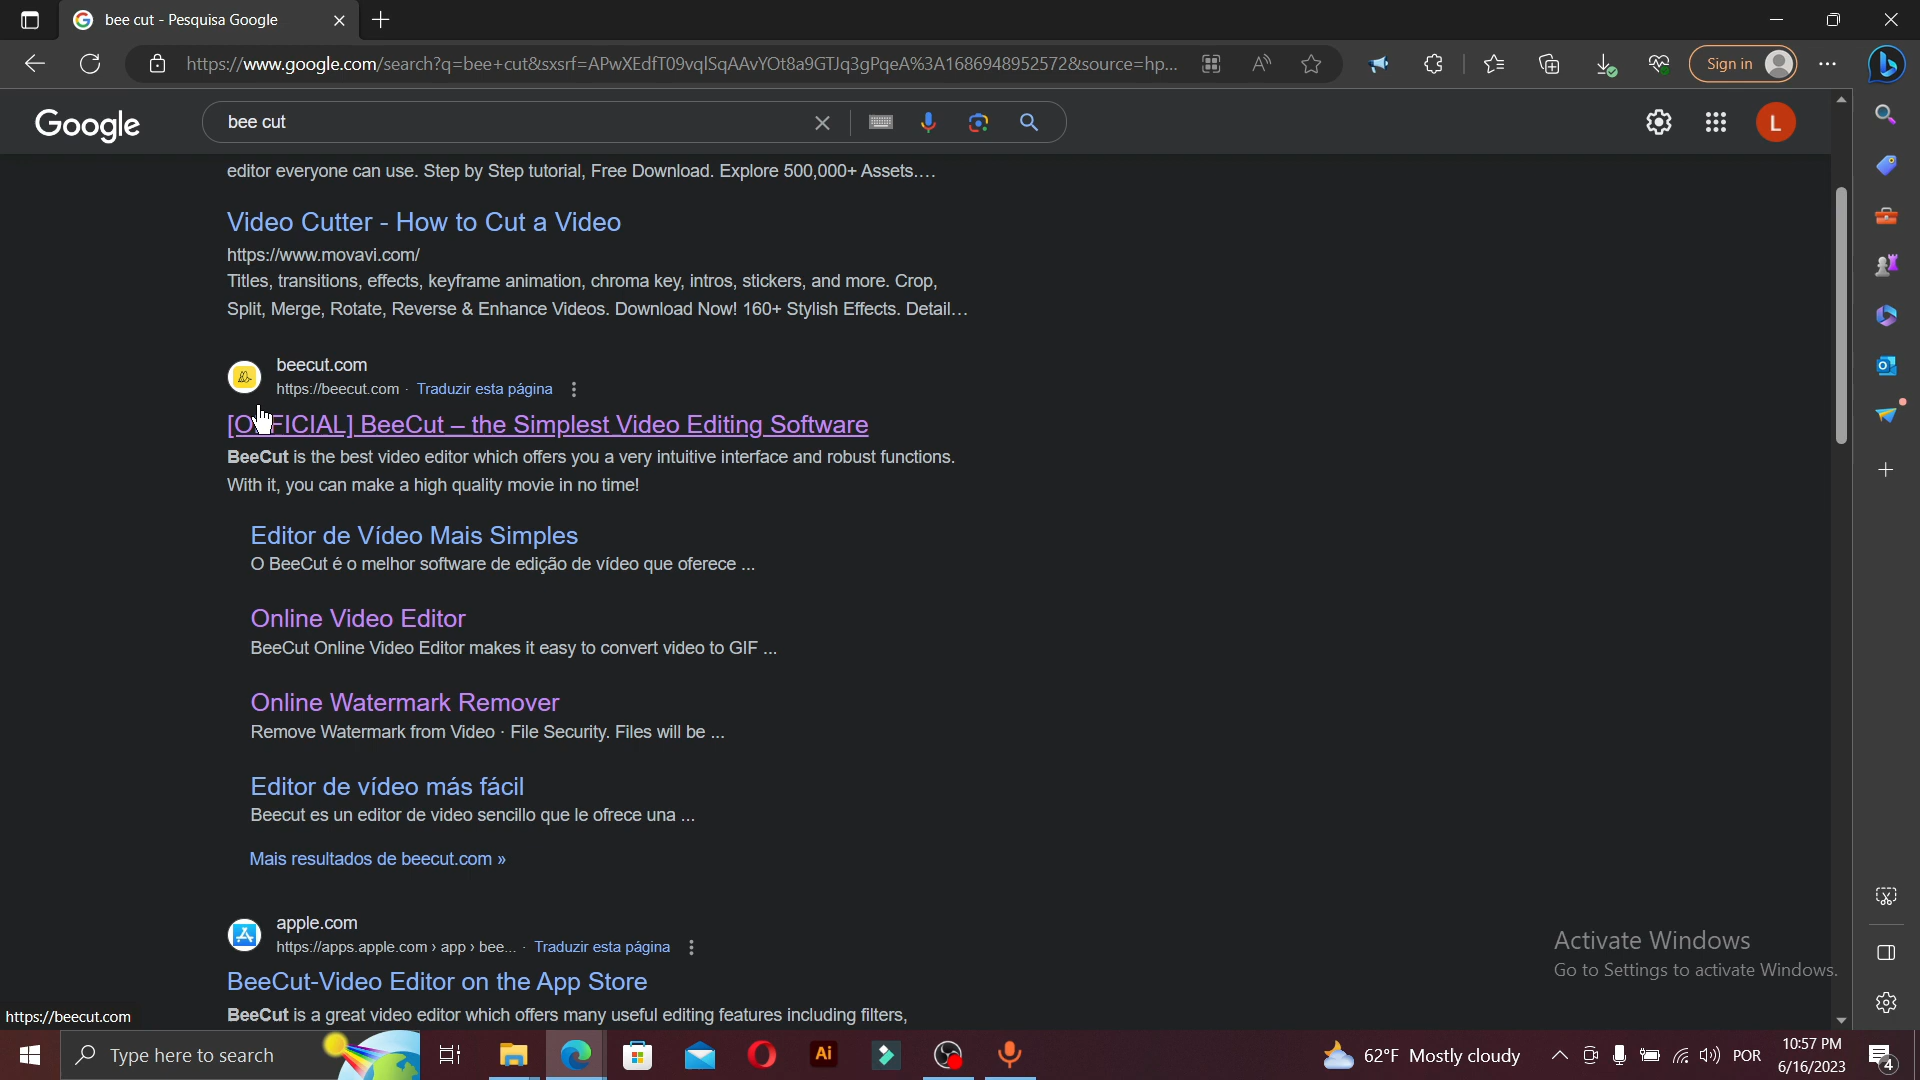 bee cut - Pesquisa Google
https://www.google.com/search?q=bee+cut&sxsrf=APwXEdfT09vqlSqAAvYOt8a9GTJq3gPqeA%3A1686948952572&source=hp...
Sign in
Google
bee cut
L
editor everyone can use. Step by Step tutorial, Free Download. Explore 500,000+ Assets....
Video Cutter - How to Cut a Video
https://www.movavi.com/
Titles, transitions, effects, keyframe animation, chroma key, intros, stickers, and more. Crop,
Split, Merge, Rotate, Reverse & Enhance Videos. Download Now! 160+ Stylish Effects. Detail...
beecut.com
https://beecut.com · Traduzir esta página
[OFFICIAL] BeeCut – the Simplest Video Editing Software
BeeCut is the best video editor which offers you a very intuitive interface and robust functions.
With it, you can make a high quality movie in no time!
Editor de Vídeo Mais Simples
O BeeCut é o melhor software de edição de vídeo que oferece ...
Online Video Editor
BeeCut Online Video Editor makes it easy to convert video to GIF ...
Online Watermark Remover
Remove Watermark from Video · File Security. Files will be ...
Editor de vídeo más fácil
Beecut es un editor de video sencillo que le ofrece una ...
Mais resultados de beecut.com »
apple.com
https://apps.apple.com › app › bee... · Traduzir esta página
BeeCut-Video Editor on the App Store
BeeCut is a great video editor which offers many useful editing features including filters,
Activate Windows
Go to Settings to activate Windows.
https://beecut.com
Type here to search
Ai
62°F Mostly cloudy
POR
10:57 PM
6/16/2023
4